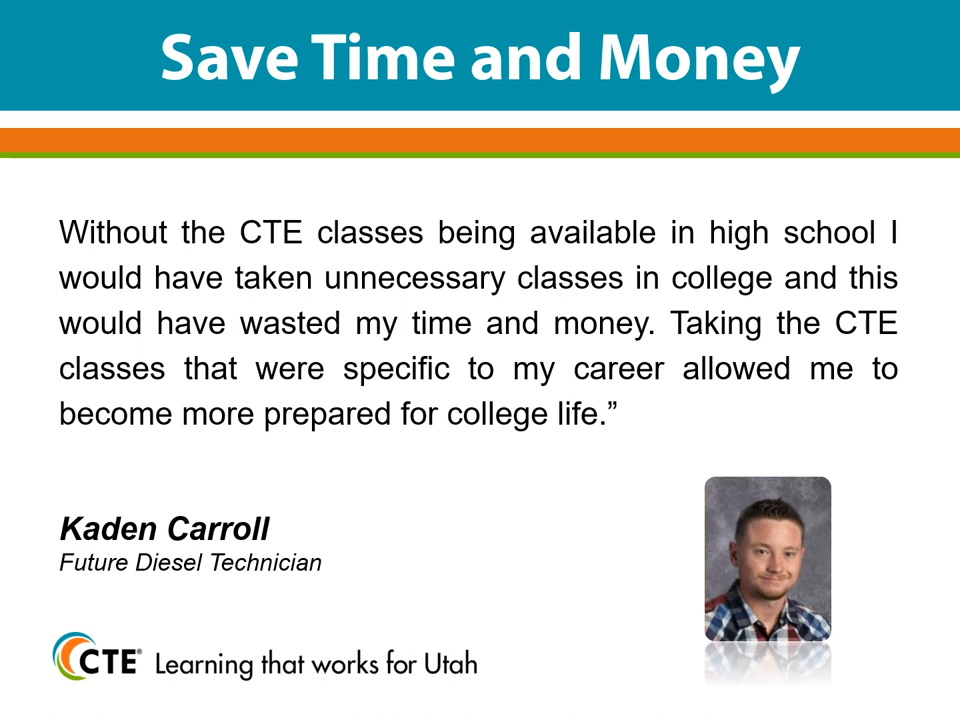 Save Time and Money
Without the CTE classes being available in high school I
would have taken unnecessary classes in college and this
would have wasted my time and money. Taking the CTE
classes that were specific to my career allowed me to
become more prepared for college life.”
Kaden Carroll
Future Diesel Technician
CTE® Learning that works for Utah